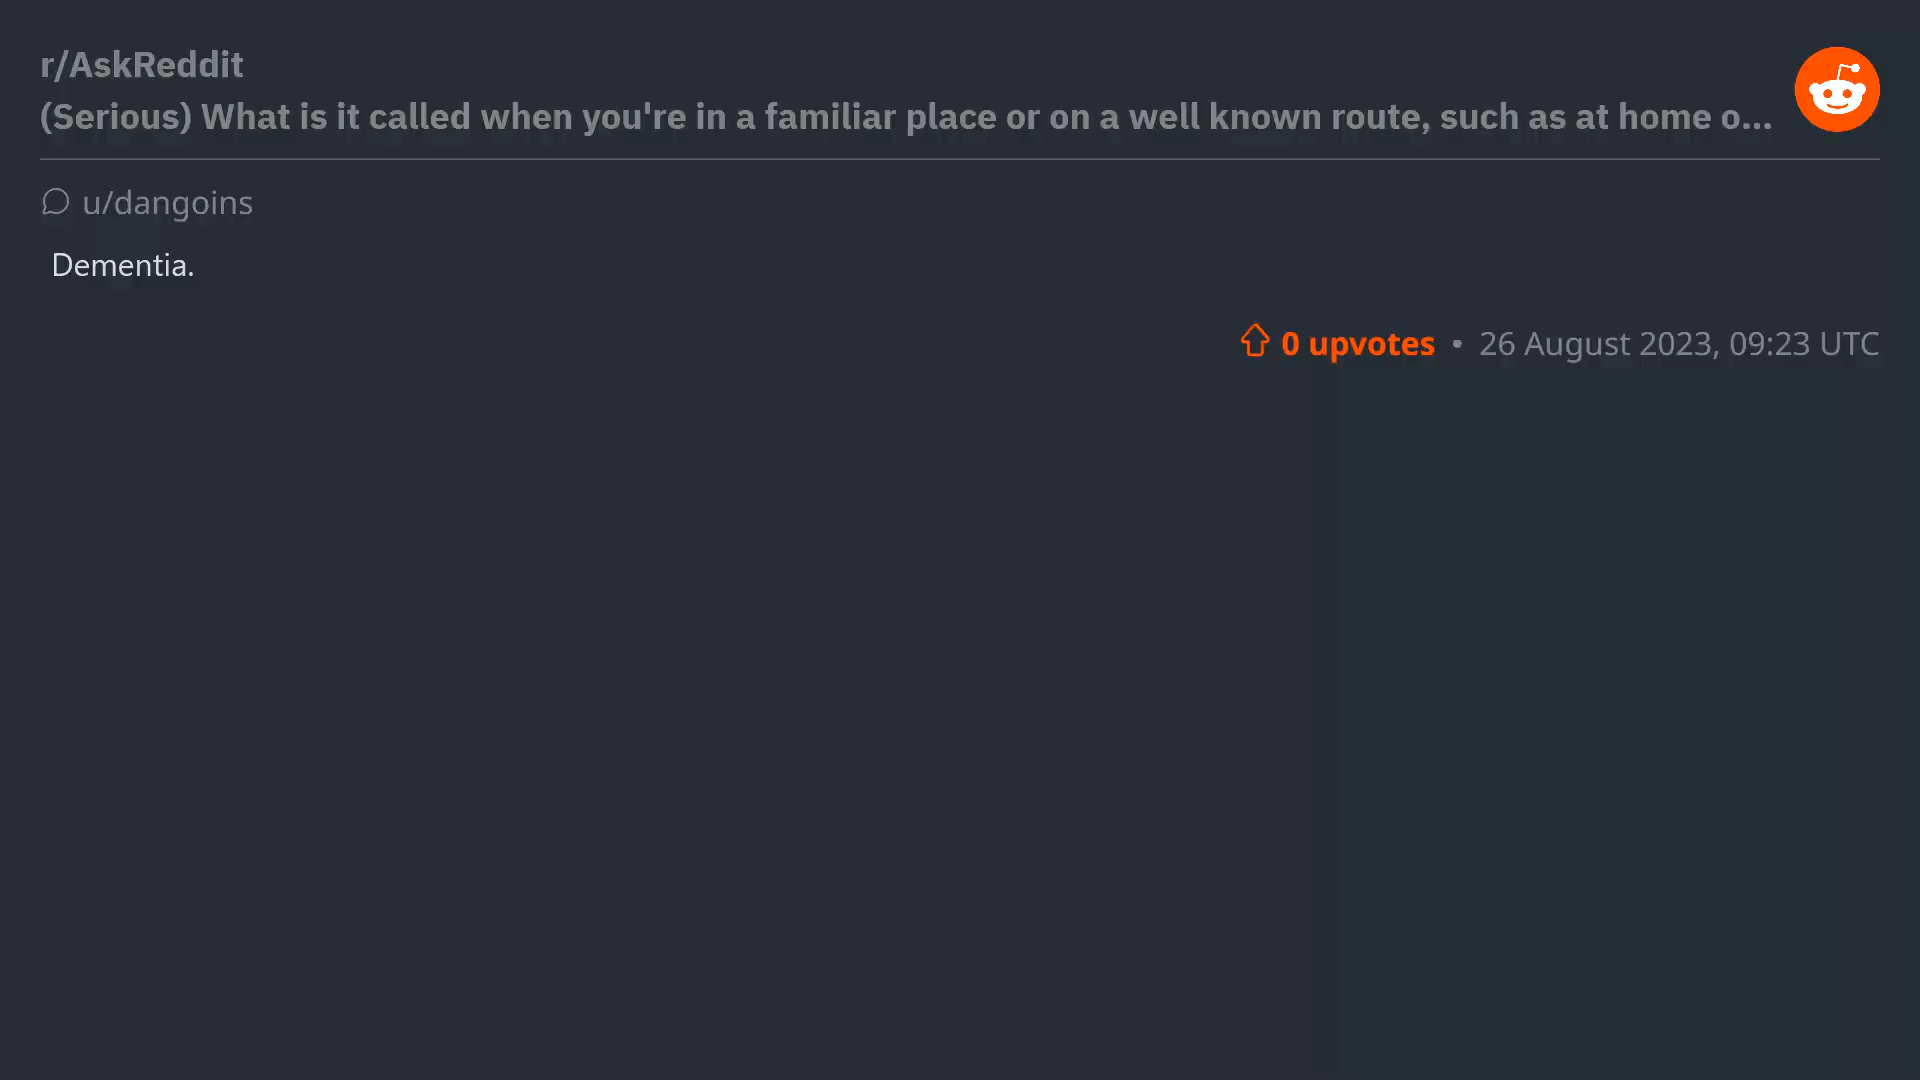 r/AskReddit
(Serious) What is it called when you're in a familiar place or on a well known route, such as at home o...
u/dangoins
Dementia.
0 upvotes • 26 August 2023, 09:23 UTC